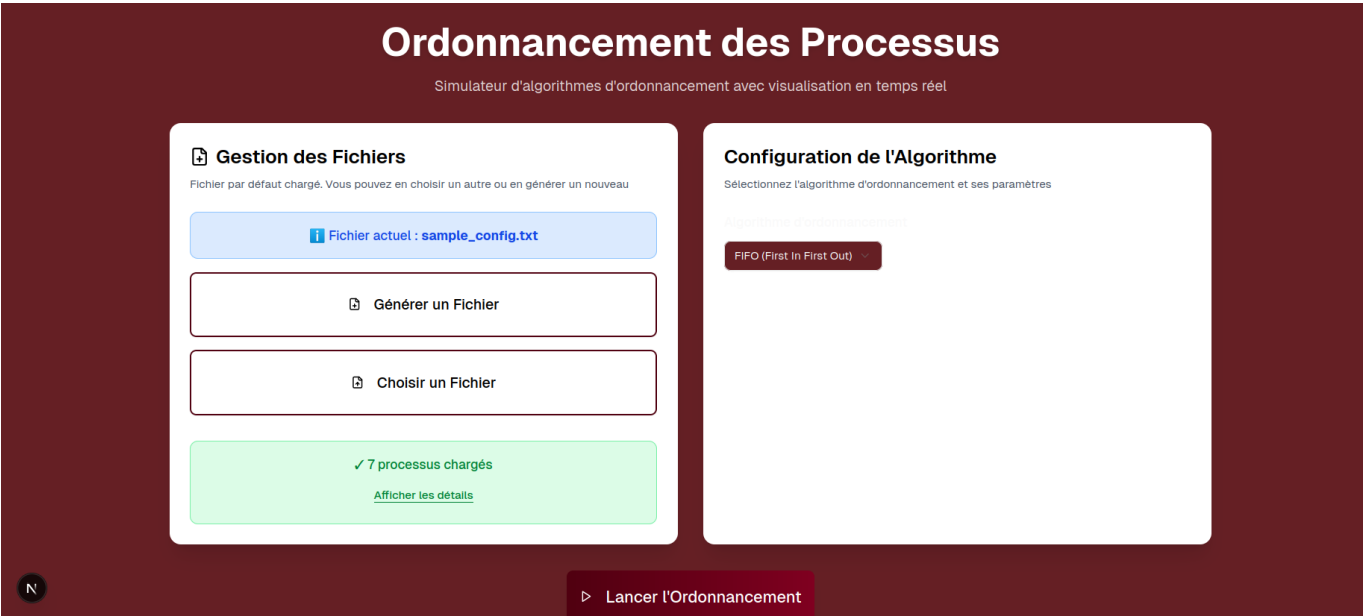 Ordonnancement des Processus
Simulateur d'algorithmes d'ordonnancement avec visualisation en temps réel
Gestion des Fichiers
Fichier par défaut chargé. Vous pouvez en choisir un autre ou en générer un nouveau
ℹ️ Fichier actuel : sample_config.txt
Générer un Fichier
Choisir un Fichier
✓ 7 processus chargés
Afficher les détails
Configuration de l'Algorithme
Sélectionnez l'algorithme d'ordonnancement et ses paramètres
Algorithme d'ordonnancement
FIFO (First In First Out)
N
Lancer l'Ordonnancement